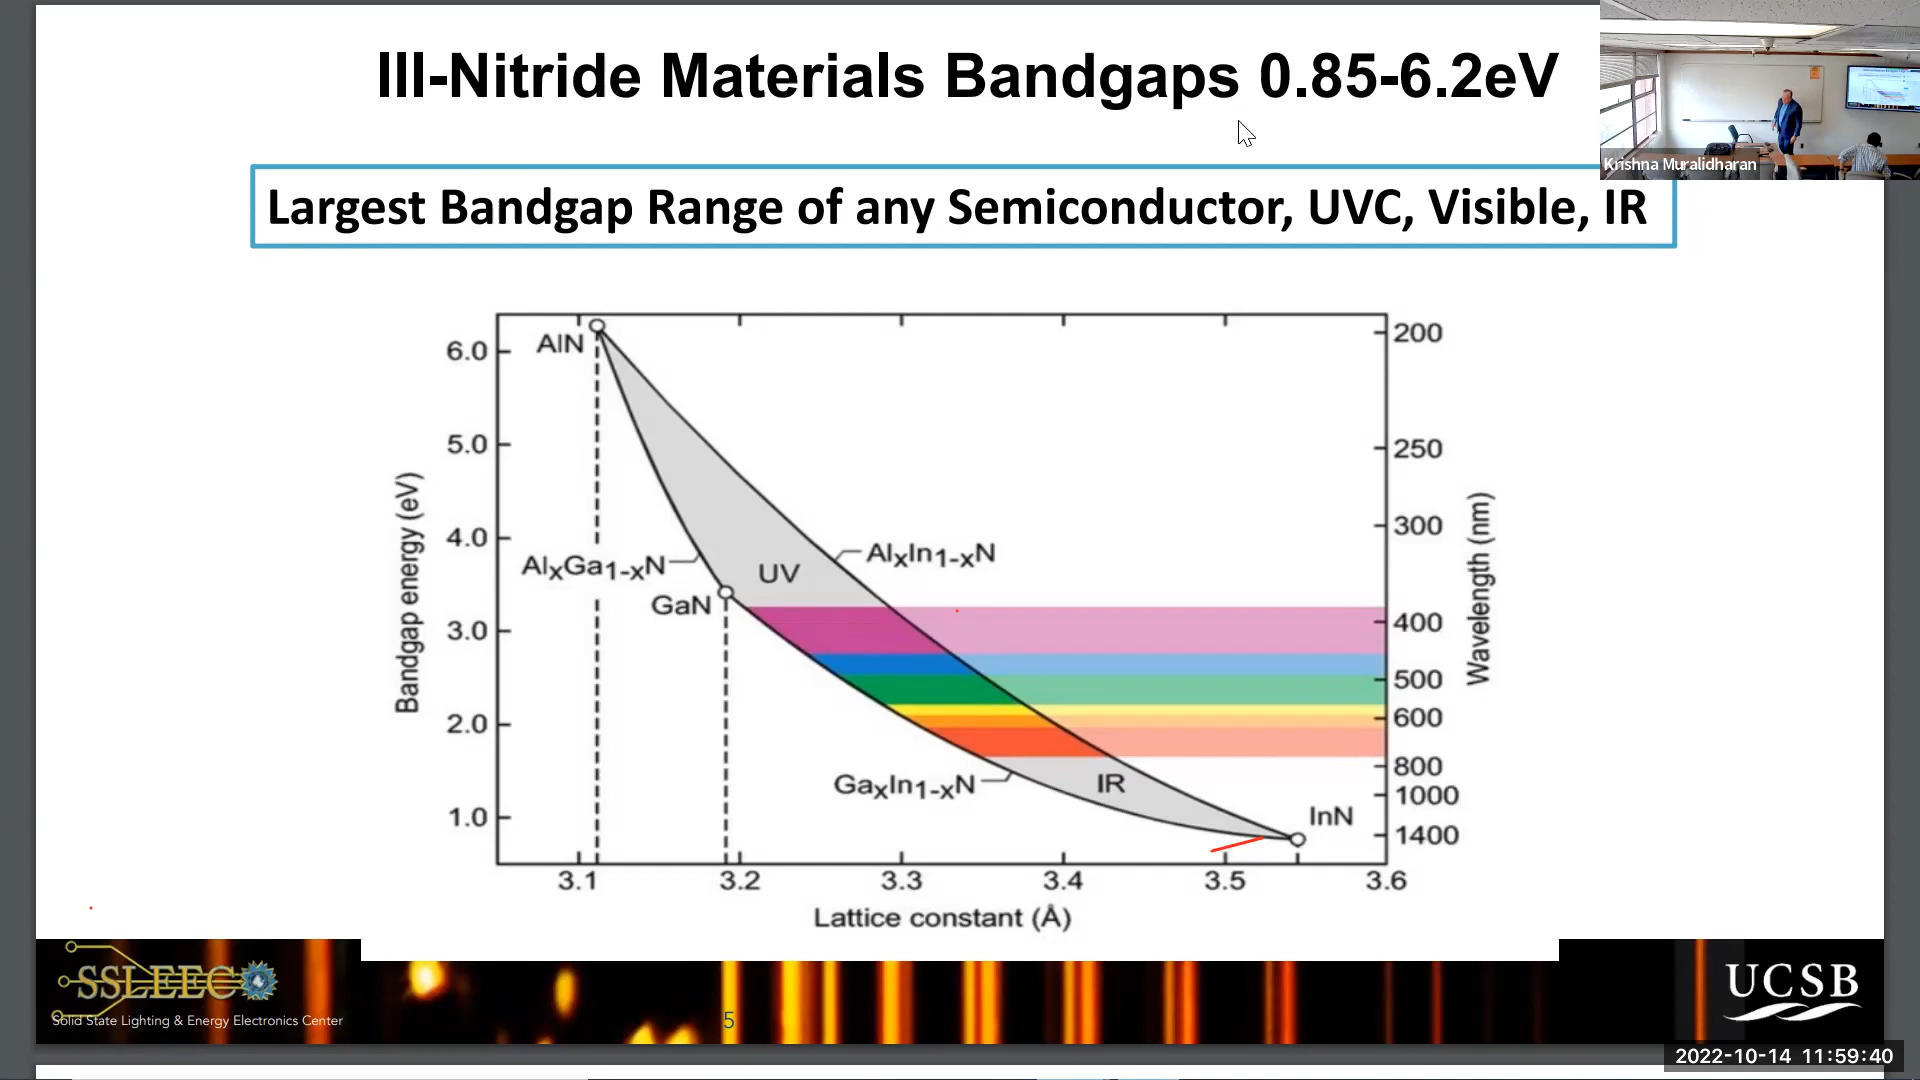 III-Nitride Materials Bandgaps 0.85-6.2eV
Krishna Muralidharan
Largest Bandgap Range of any Semiconductor, UVC, Visible, IR
Bandgap energy (eV)
6.0
5.0
4.0
3.0
2.0
1.0
AlN
AlxGa1-xN
GaN
UV
AlxIn1-xN
GaxIn1-xN
IR
InN
200
250
300
400
500
600
800
1000
1400
Wavelength (nm)
3.1 3.2 3.3 3.4 3.5 3.6
Lattice constant (Å)
SSLEEC
Solid State Lighting & Energy Electronics Center
5
UCSB
2022-10-14 11:59:40